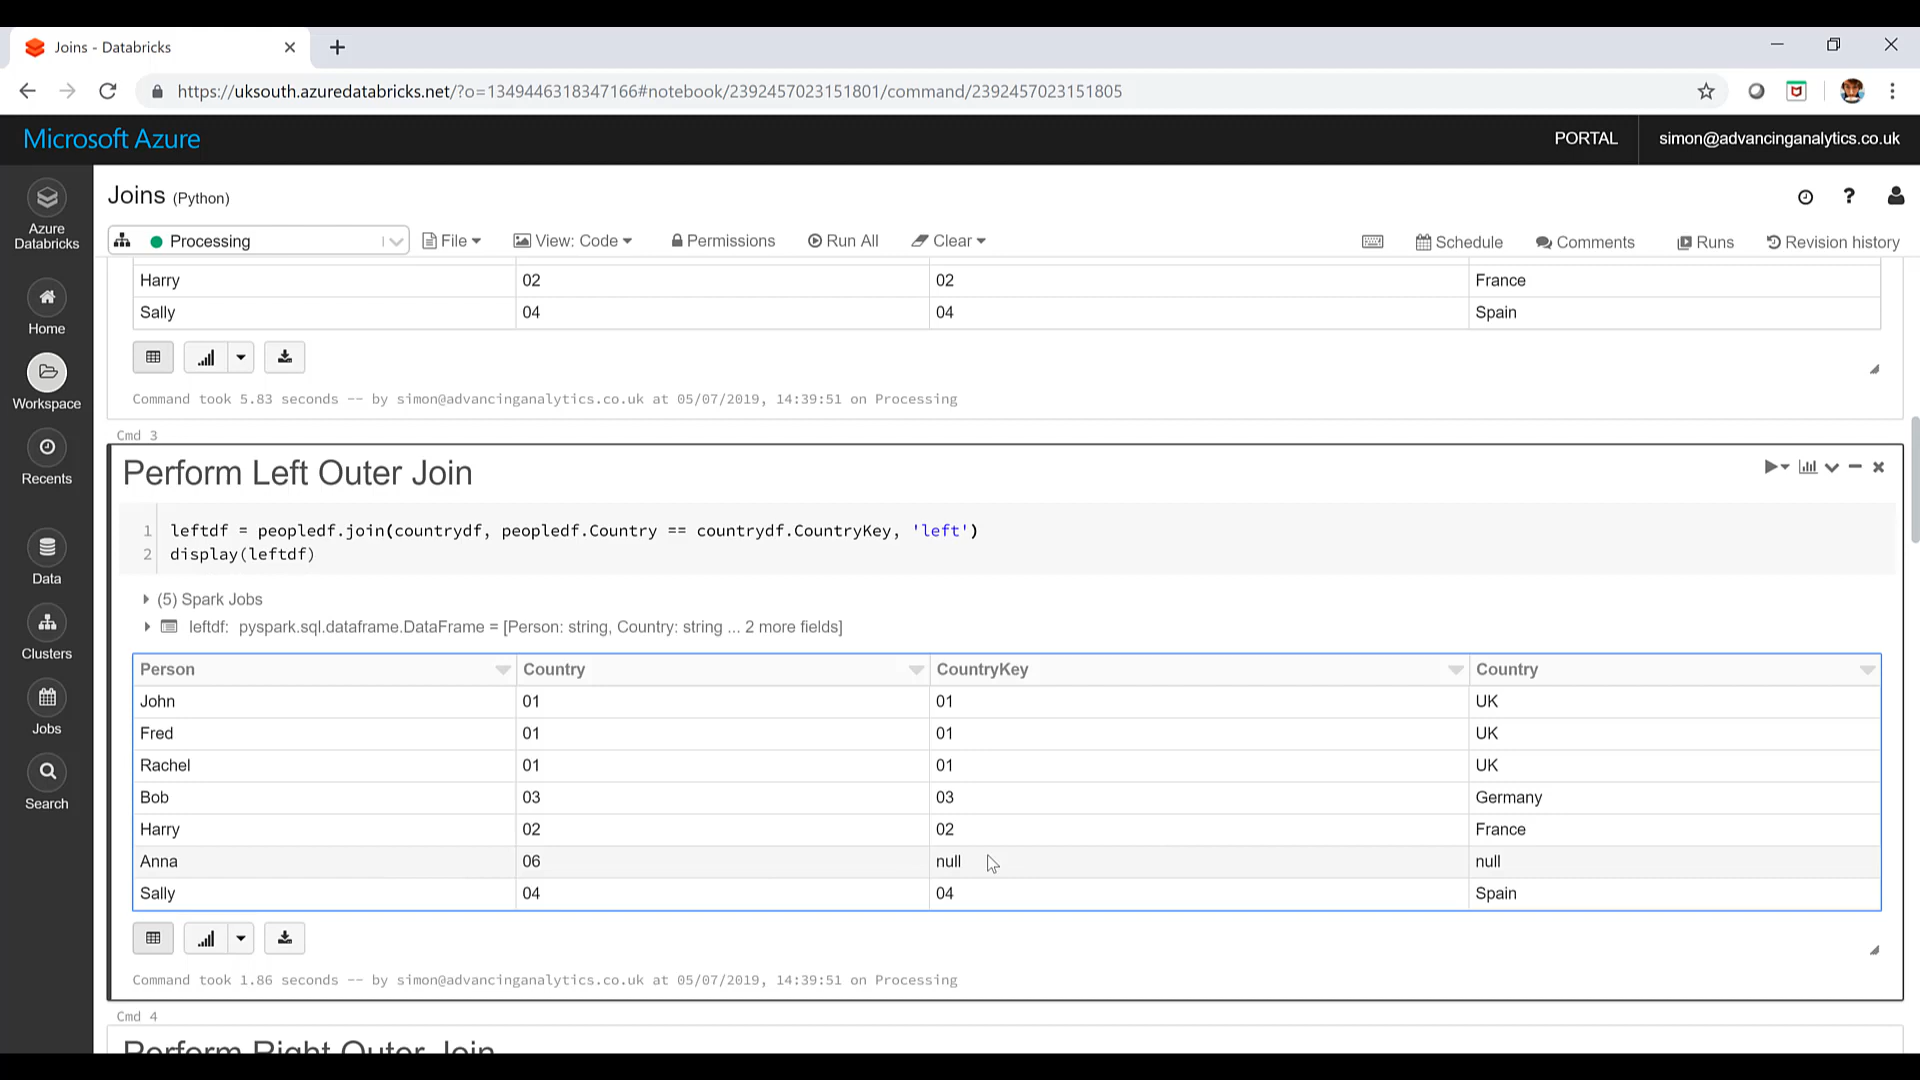 Joins - Databricks
https://uksouth.azuredatabricks.net/?o=1349446318347166#notebook/2392457023151801/command/2392457023151805
Microsoft Azure
PORTAL
simon@advancinganalytics.co.uk
Azure Databricks
Home
Workspace
Recents
Data
Clusters
Jobs
Search
Joins (Python)
Processing
File
View: Code
Permissions
Run All
Clear
Schedule
Comments
Runs
Revision history
Harry 02 02 France
Sally 04 04 Spain
Command took 5.83 seconds -- by simon@advancinganalytics.co.uk at 05/07/2019, 14:39:51 on Processing
Cmd 3
Perform Left Outer Join
1 leftdf = peopledf.join(countrydf, peopledf.Country == countrydf.CountryKey, 'left')
2 display(leftdf)
(5) Spark Jobs
leftdf: pyspark.sql.dataframe.DataFrame = [Person: string, Country: string ... 2 more fields]
Person Country CountryKey Country
John 01 01 UK
Fred 01 01 UK
Rachel 01 01 UK
Bob 03 03 Germany
Harry 02 02 France
Anna 06 null null
Sally 04 04 Spain
Command took 1.86 seconds -- by simon@advancinganalytics.co.uk at 05/07/2019, 14:39:51 on Processing
Cmd 4
Perform Right Outer Join